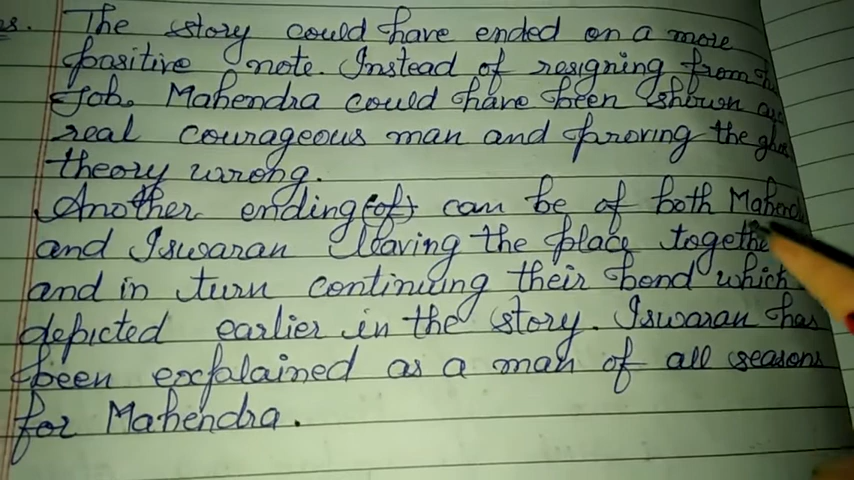 The story could have ended on a more
positive note. Instead of resigning from
Job. Mahendra could have been shown as
real courageous man and proving the
theory wrong.
Another ending (of) can be of both
and Iswaran leaving the place
and in turn continuing their bond which
depicted earlier in the story. Iswaran has
been exfalained as a man of all seasons
for Mahendra.